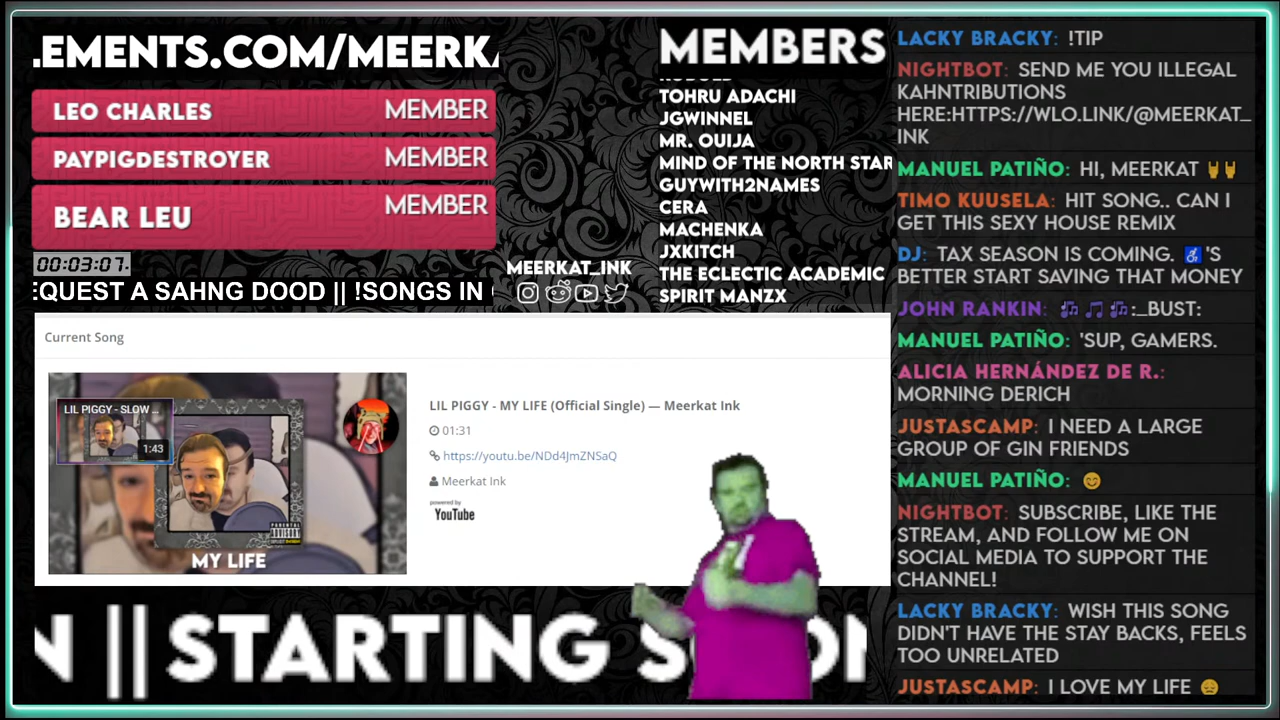 .EMENTS.COM/MEERK
LEO CHARLES MEMBER
PAYPIGDESTROYER MEMBER
BEAR LEU MEMBER
00:03:07.
EQUEST A SAHNG DOOD || !SONGS IN
MEERKAT_INK
MEMBERS
TOHRU ADACHI
JGWINNEL
MR. OUIJA
MIND OF THE NORTH STAR
GUYWITH2NAMES
CERA
MACHENKA
JXKITCH
THE ECLECTIC ACADEMIC
SPIRIT MANZX
Current Song
LIL PIGGY - SLOW ...
1:43
MY LIFE
LIL PIGGY - MY LIFE (Official Single) — Meerkat Ink
01:31
https://youtu.be/NDd4JmZNSaQ
Meerkat Ink
powered by
YouTube
N || STARTING SOON
LACKY BRACKY: !TIP
NIGHTBOT: SEND ME YOU ILLEGAL
KAHNTRIBUTIONS
HERE:HTTPS://WLO.LINK/@MEERKAT_
INK
MANUEL PATIÑO: HI, MEERKAT 🤘🤘
TIMO KUUSELA: HIT SONG.. CAN I
GET THIS SEXY HOUSE REMIX
DJ: TAX SEASON IS COMING. ♿'S
BETTER START SAVING THAT MONEY
JOHN RANKIN: 🎶🎵🎶:_BUST:
MANUEL PATIÑO: 'SUP, GAMERS.
ALICIA HERNÁNDEZ DE R.:
MORNING DERICH
JUSTASCAMP: I NEED A LARGE
GROUP OF GIN FRIENDS
MANUEL PATIÑO: 😊
NIGHTBOT: SUBSCRIBE, LIKE THE
STREAM, AND FOLLOW ME ON
SOCIAL MEDIA TO SUPPORT THE
CHANNEL!
LACKY BRACKY: WISH THIS SONG
DIDN'T HAVE THE STAY BACKS, FEELS
TOO UNRELATED
JUSTASCAMP: I LOVE MY LIFE 😔